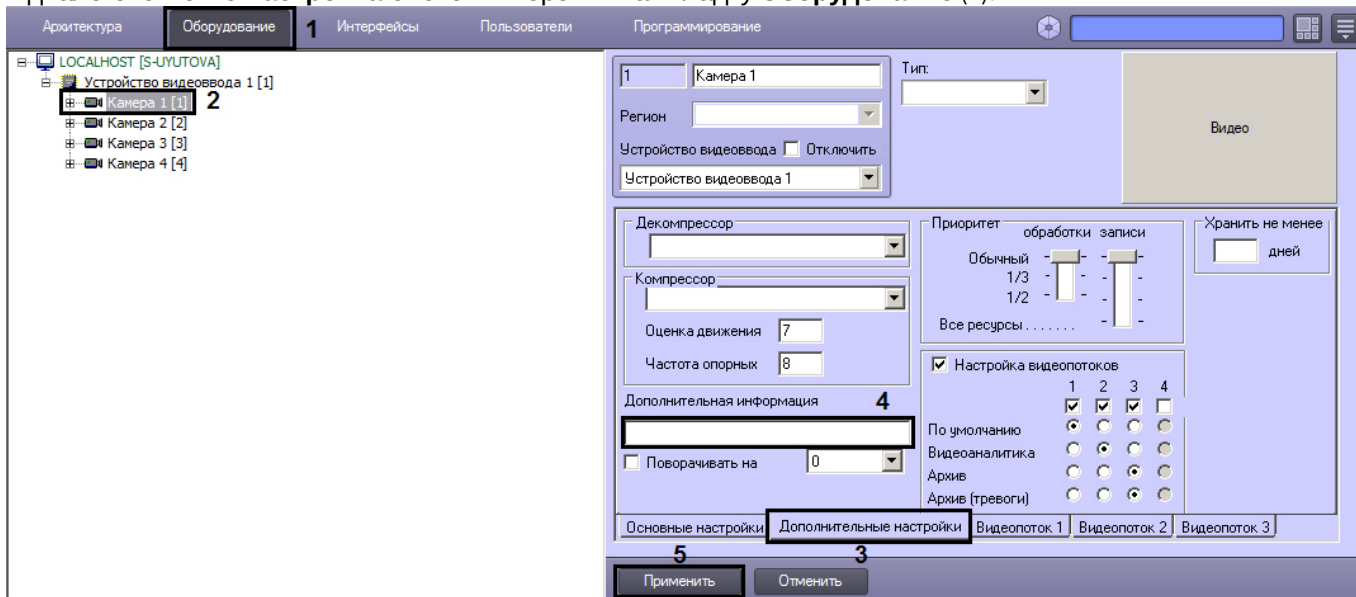 Архитектура Оборудование 1 Интерфейсы Пользователи Программирование
LOCALHOST [S-UYUTOVA]
Устройство видеоввода 1 [1]
Камера 1 [1] 2
Камера 2 [2]
Камера 3 [3]
Камера 4 [4]
1 Камера 1
Тип:
Регион
Устройство видеоввода Отключить
Устройство видеоввода 1
Видео
Декомпрессор
Компрессор
Оценка движения 7
Частота опорных 8
Дополнительная информация 4
Поворачивать на 0
Приоритет
обработки записи
Обычный
1/3
1/2
Все ресурсы . . . . . . .
Хранить не менее
дней
Настройка видеопотоков
1 2 3 4
По умолчанию
Видеоаналитика
Архив
Архив (тревоги)
Основные настройки Дополнительные настройки Видеопоток 1 Видеопоток 2 Видеопоток 3
5 3
Применить Отменить